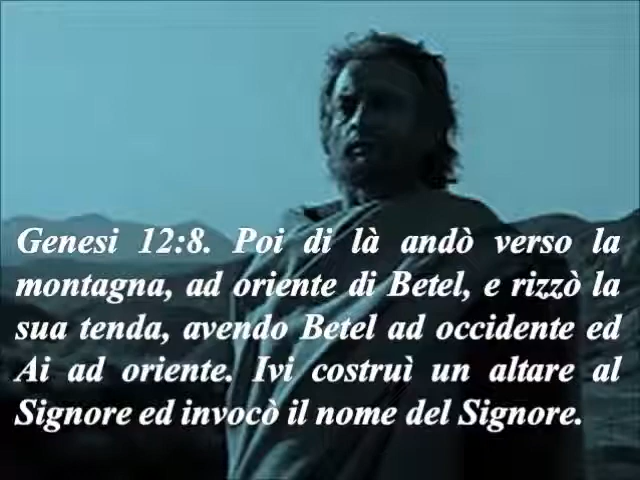 Genesi 12:8. Poi di là andò verso la
montagna, ad oriente di Betel, e rizzò la
sua tenda, avendo Betel ad occidente ed
Ai ad oriente. Ivi costruì un altare al
Signore ed invocò il nome del Signore.